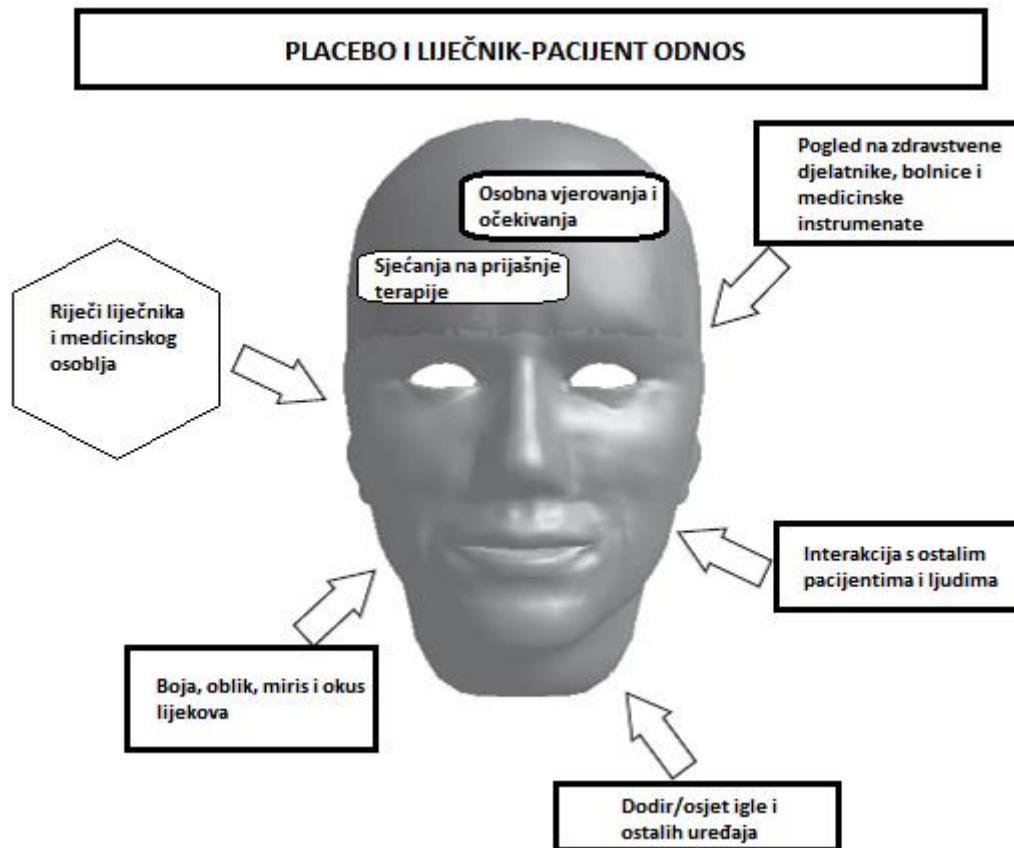 PLACEBO I LIJEČNIK-PACIJENT ODNOS
Pogled na zdravstvene
djelatnike, bolnice i
medicinske
instrumenate
Osobna vjerovanja i
očekivanja
Sjećanja na prijašnje
terapije
Riječi liječnika
i medicinskog
osoblja
Interakcija s ostalim
pacijentima i ljudima
Boja, oblik, miris i okus
lijekova
Dodir/osjet igle i
ostalih uređaja